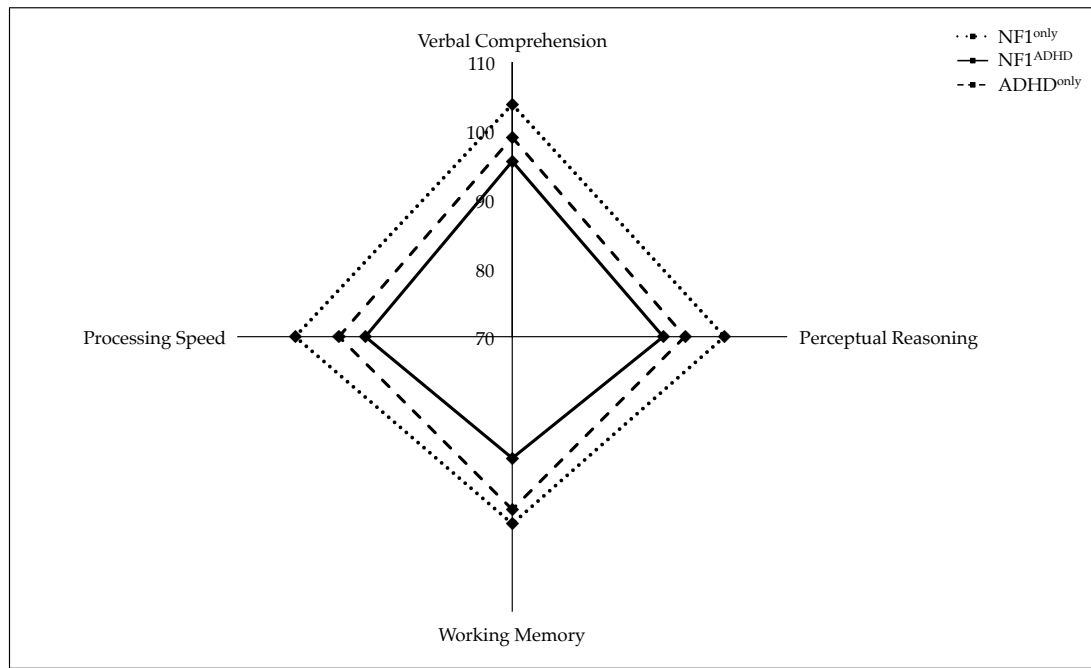 Verbal Comprehension
NF1only
NF1ADHD
ADHDonly
110
100
90
80
70
Processing Speed
Perceptual Reasoning
Working Memory